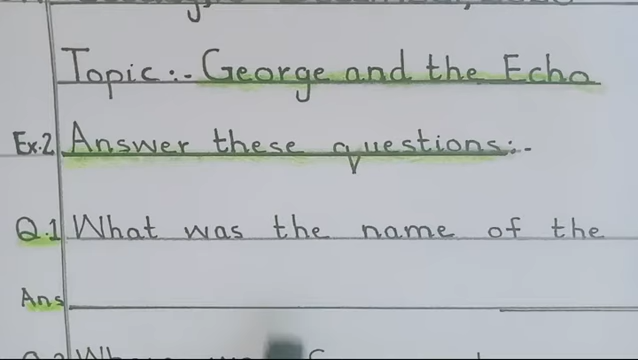 Topic:- George and the Echo
Ex.2 Answer these questions:-
Q.1 What was the name of the
Ans